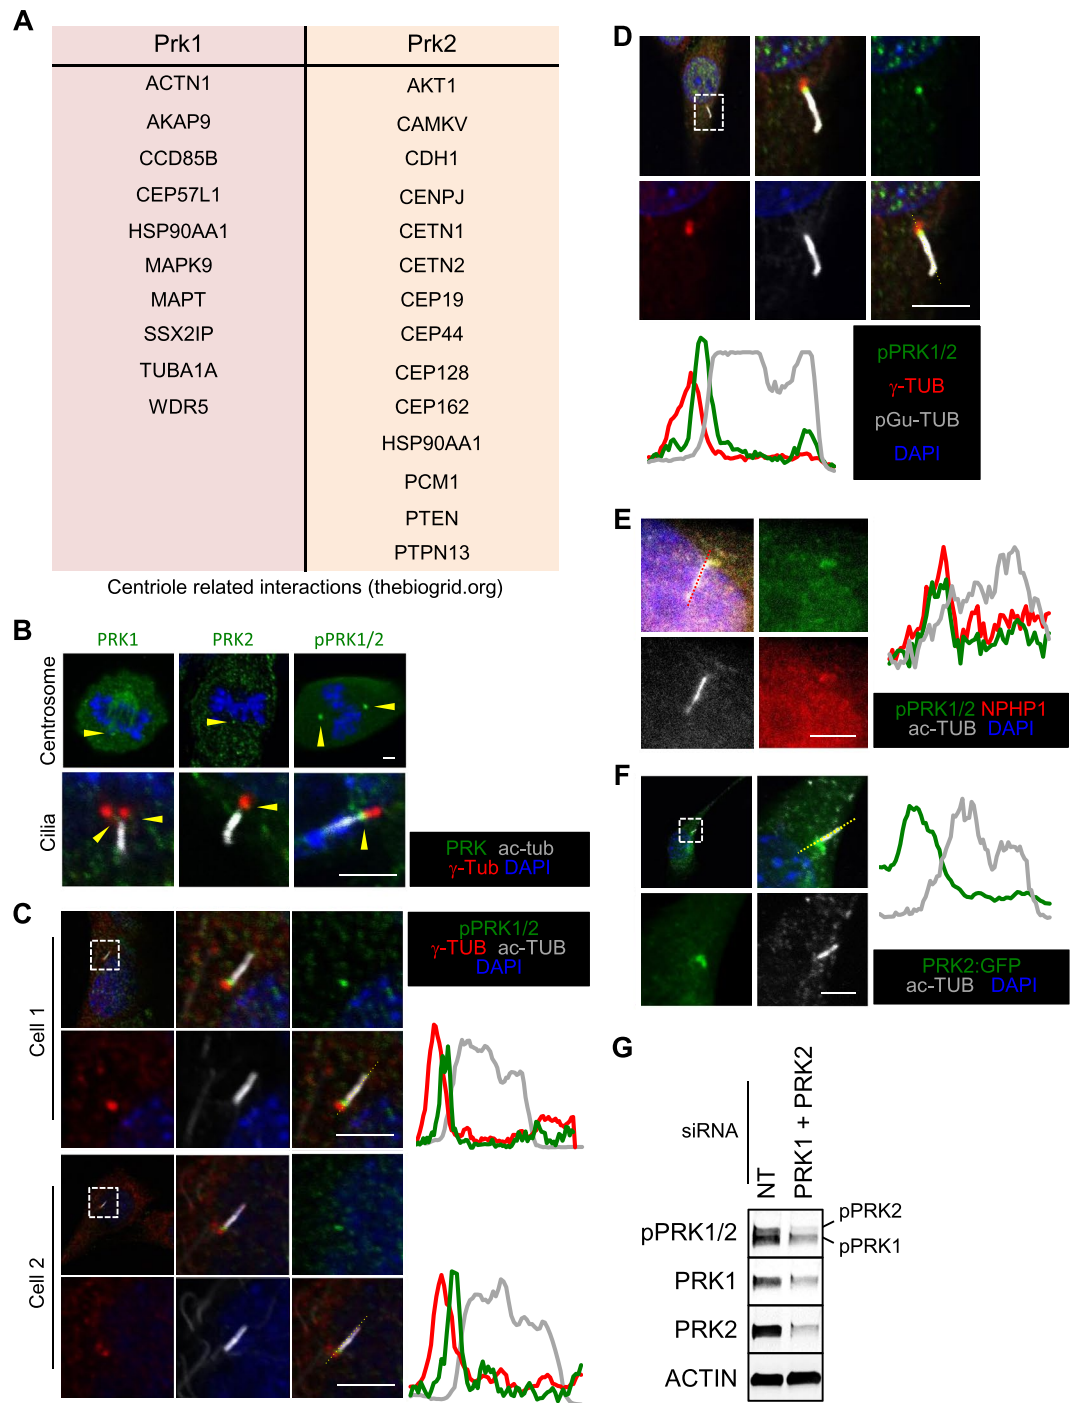 A
Prk1 Prk2
ACTN1 AKT1
AKAP9 CAMKV
CCD85B CDH1
CEP57L1 CENPJ
HSP90AA1 CETN1
MAPK9 CETN2
MAPT CEP19
SSX2IP CEP44
TUBA1A CEP128
WDR5 CEP162
HSP90AA1
PCM1
PTEN
PTPN13
Centriole related interactions (thebiogrid.org)
B
PRK1 PRK2 pPRK1/2
Centrosome
Cilia
PRK ac-tub
γ-Tub DAPI
C
Cell 1
Cell 2
pPRK1/2
γ-TUB ac-TUB
DAPI
D
pPRK1/2
γ-TUB
pGu-TUB
DAPI
E
pPRK1/2 NPHP1
ac-TUB DAPI
F
PRK2:GFP
ac-TUB DAPI
G
siRNA
NT
PRK1 + PRK2
pPRK1/2
pPRK2
pPRK1
PRK1
PRK2
ACTIN